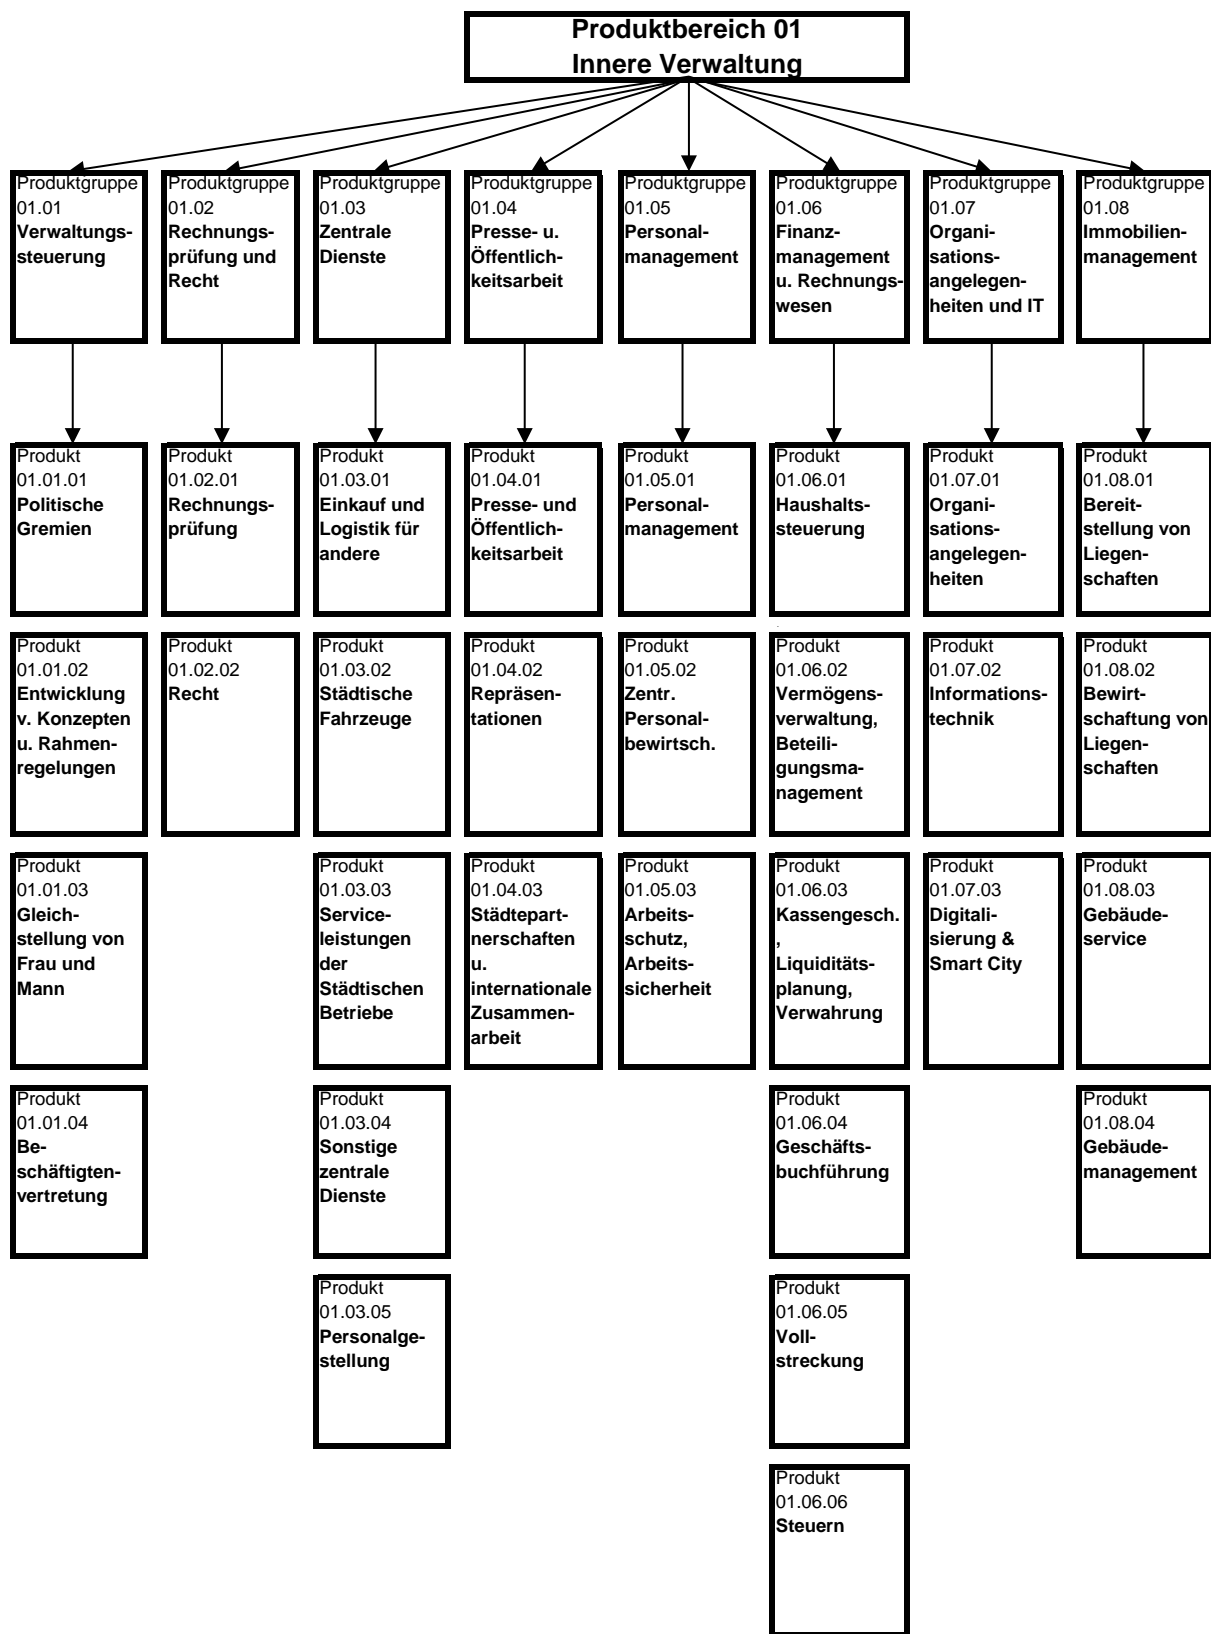 Produktbereich 01
Innere Verwaltung
Produktgruppe
01.01
Verwaltungs-
steuerung
Produktgruppe
01.02
Rechnungs-
prüfung und
Recht
Produktgruppe
01.03
Zentrale
Dienste
Produktgruppe
01.04
Presse- u.
Öffentlich-
keitsarbeit
Produktgruppe
01.05
Personal-
management
Produktgruppe
01.06
Finanz-
management
u. Rechnungs-
wesen
Produktgruppe
01.07
Organi-
sations-
angelegen-
heiten und IT
Produktgruppe
01.08
Immobilien-
management
Produkt
01.01.01
Politische
Gremien
Produkt
01.02.01
Rechnungs-
prüfung
Produkt
01.03.01
Einkauf und
Logistik für
andere
Produkt
01.04.01
Presse- und
Öffentlich-
keitsarbeit
Produkt
01.05.01
Personal-
management
Produkt
01.06.01
Haushalts-
steuerung
Produkt
01.07.01
Organi-
sations-
angelegen-
heiten
Produkt
01.08.01
Bereit-
stellung von
Liegen-
schaften
Produkt
01.01.02
Entwicklung
v. Konzepten
u. Rahmen-
regelungen
Produkt
01.02.02
Recht
Produkt
01.03.02
Städtische
Fahrzeuge
Produkt
01.04.02
Repräsen-
tationen
Produkt
01.05.02
Zentr.
Personal-
bewirtsch.
Produkt
01.06.02
Vermögens-
verwaltung,
Beteili-
gungsma-
nagement
Produkt
01.07.02
Informations-
technik
Produkt
01.08.02
Bewirt-
schaftung von
Liegen-
schaften
Produkt
01.01.03
Gleich-
stellung von
Frau und
Mann
Produkt
01.03.03
Service-
leistungen
der
Städtischen
Betriebe
Produkt
01.04.03
Städtepart-
nerschaften
u.
internationale
Zusammen-
arbeit
Produkt
01.05.03
Arbeits-
schutz,
Arbeits-
sicherheit
Produkt
01.06.03
Kassengesch.
,
Liquiditäts-
planung,
Verwahrung
Produkt
01.07.03
Digitali-
sierung &
Smart City
Produkt
01.08.03
Gebäude-
service
Produkt
01.01.04
Be-
schäftigten-
vertretung
Produkt
01.03.04
Sonstige
zentrale
Dienste
Produkt
01.06.04
Geschäfts-
buchführung
Produkt
01.08.04
Gebäude-
management
Produkt
01.03.05
Personalge-
stellung
Produkt
01.06.05
Voll-
streckung
Produkt
01.06.06
Steuern